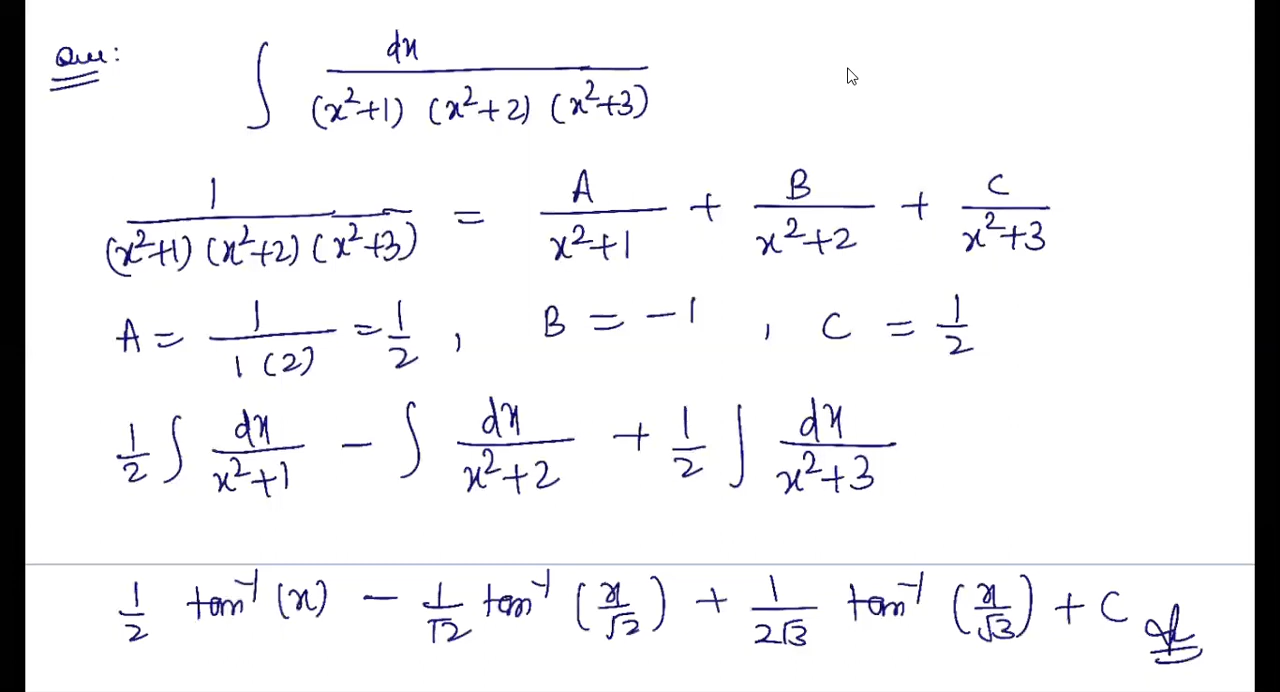 Que: ∫ dx / (x²+1) (x²+2) (x²+3)
1 / (x²+1) (x²+2) (x²+3) = A / x²+1 + B / x²+2 + C / x²+3
A = 1 / 1(2) = 1/2 , B = -1 , C = 1/2
1/2 ∫ dx / x²+1 - ∫ dx / x²+2 + 1/2 ∫ dx / x²+3
1/2 tan⁻¹ (x) - 1/√2 tan⁻¹ (x/√2) + 1/2√3 tan⁻¹ (x/√3) + C